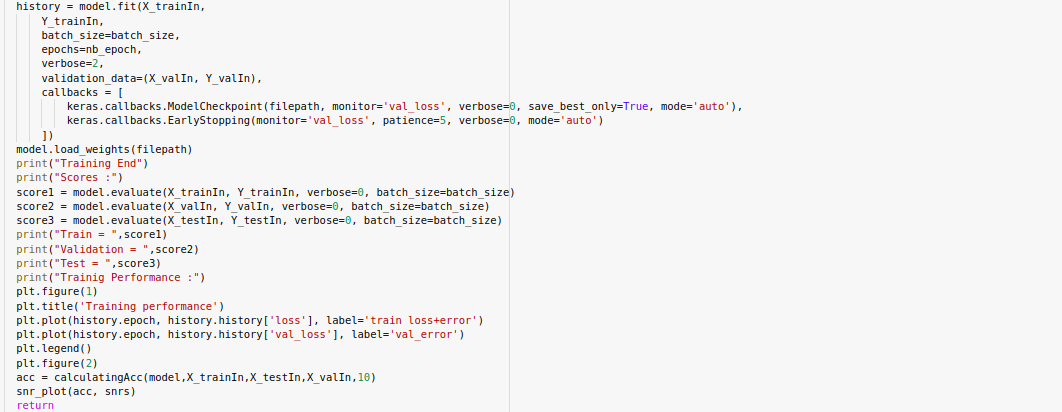 history = model.fit(X_trainIn,
Y_trainIn,
batch_size=batch_size,
epochs=nb_epoch,
verbose=2,
validation_data=(X_valIn, Y_valIn),
callbacks = [
keras.callbacks.ModelCheckpoint(filepath, monitor='val_loss', verbose=0, save_best_only=True, mode='auto'),
keras.callbacks.EarlyStopping(monitor='val_loss', patience=5, verbose=0, mode='auto')
])
model.load_weights(filepath)
print("Training End")
print("Scores :")
score1 = model.evaluate(X_trainIn, Y_trainIn, verbose=0, batch_size=batch_size)
score2 = model.evaluate(X_valIn, Y_valIn, verbose=0, batch_size=batch_size)
score3 = model.evaluate(X_testIn, Y_testIn, verbose=0, batch_size=batch_size)
print("Train = ",score1)
print("Validation = ",score2)
print("Test = ",score3)
print("Trainig Performance :")
plt.figure(1)
plt.title('Training performance')
plt.plot(history.epoch, history.history['loss'], label='train loss+error')
plt.plot(history.epoch, history.history['val_loss'], label='val_error')
plt.legend()
plt.figure(2)
acc = calculatingAcc(model,X_trainIn,X_testIn,X_valIn,10)
snr_plot(acc, snrs)
return